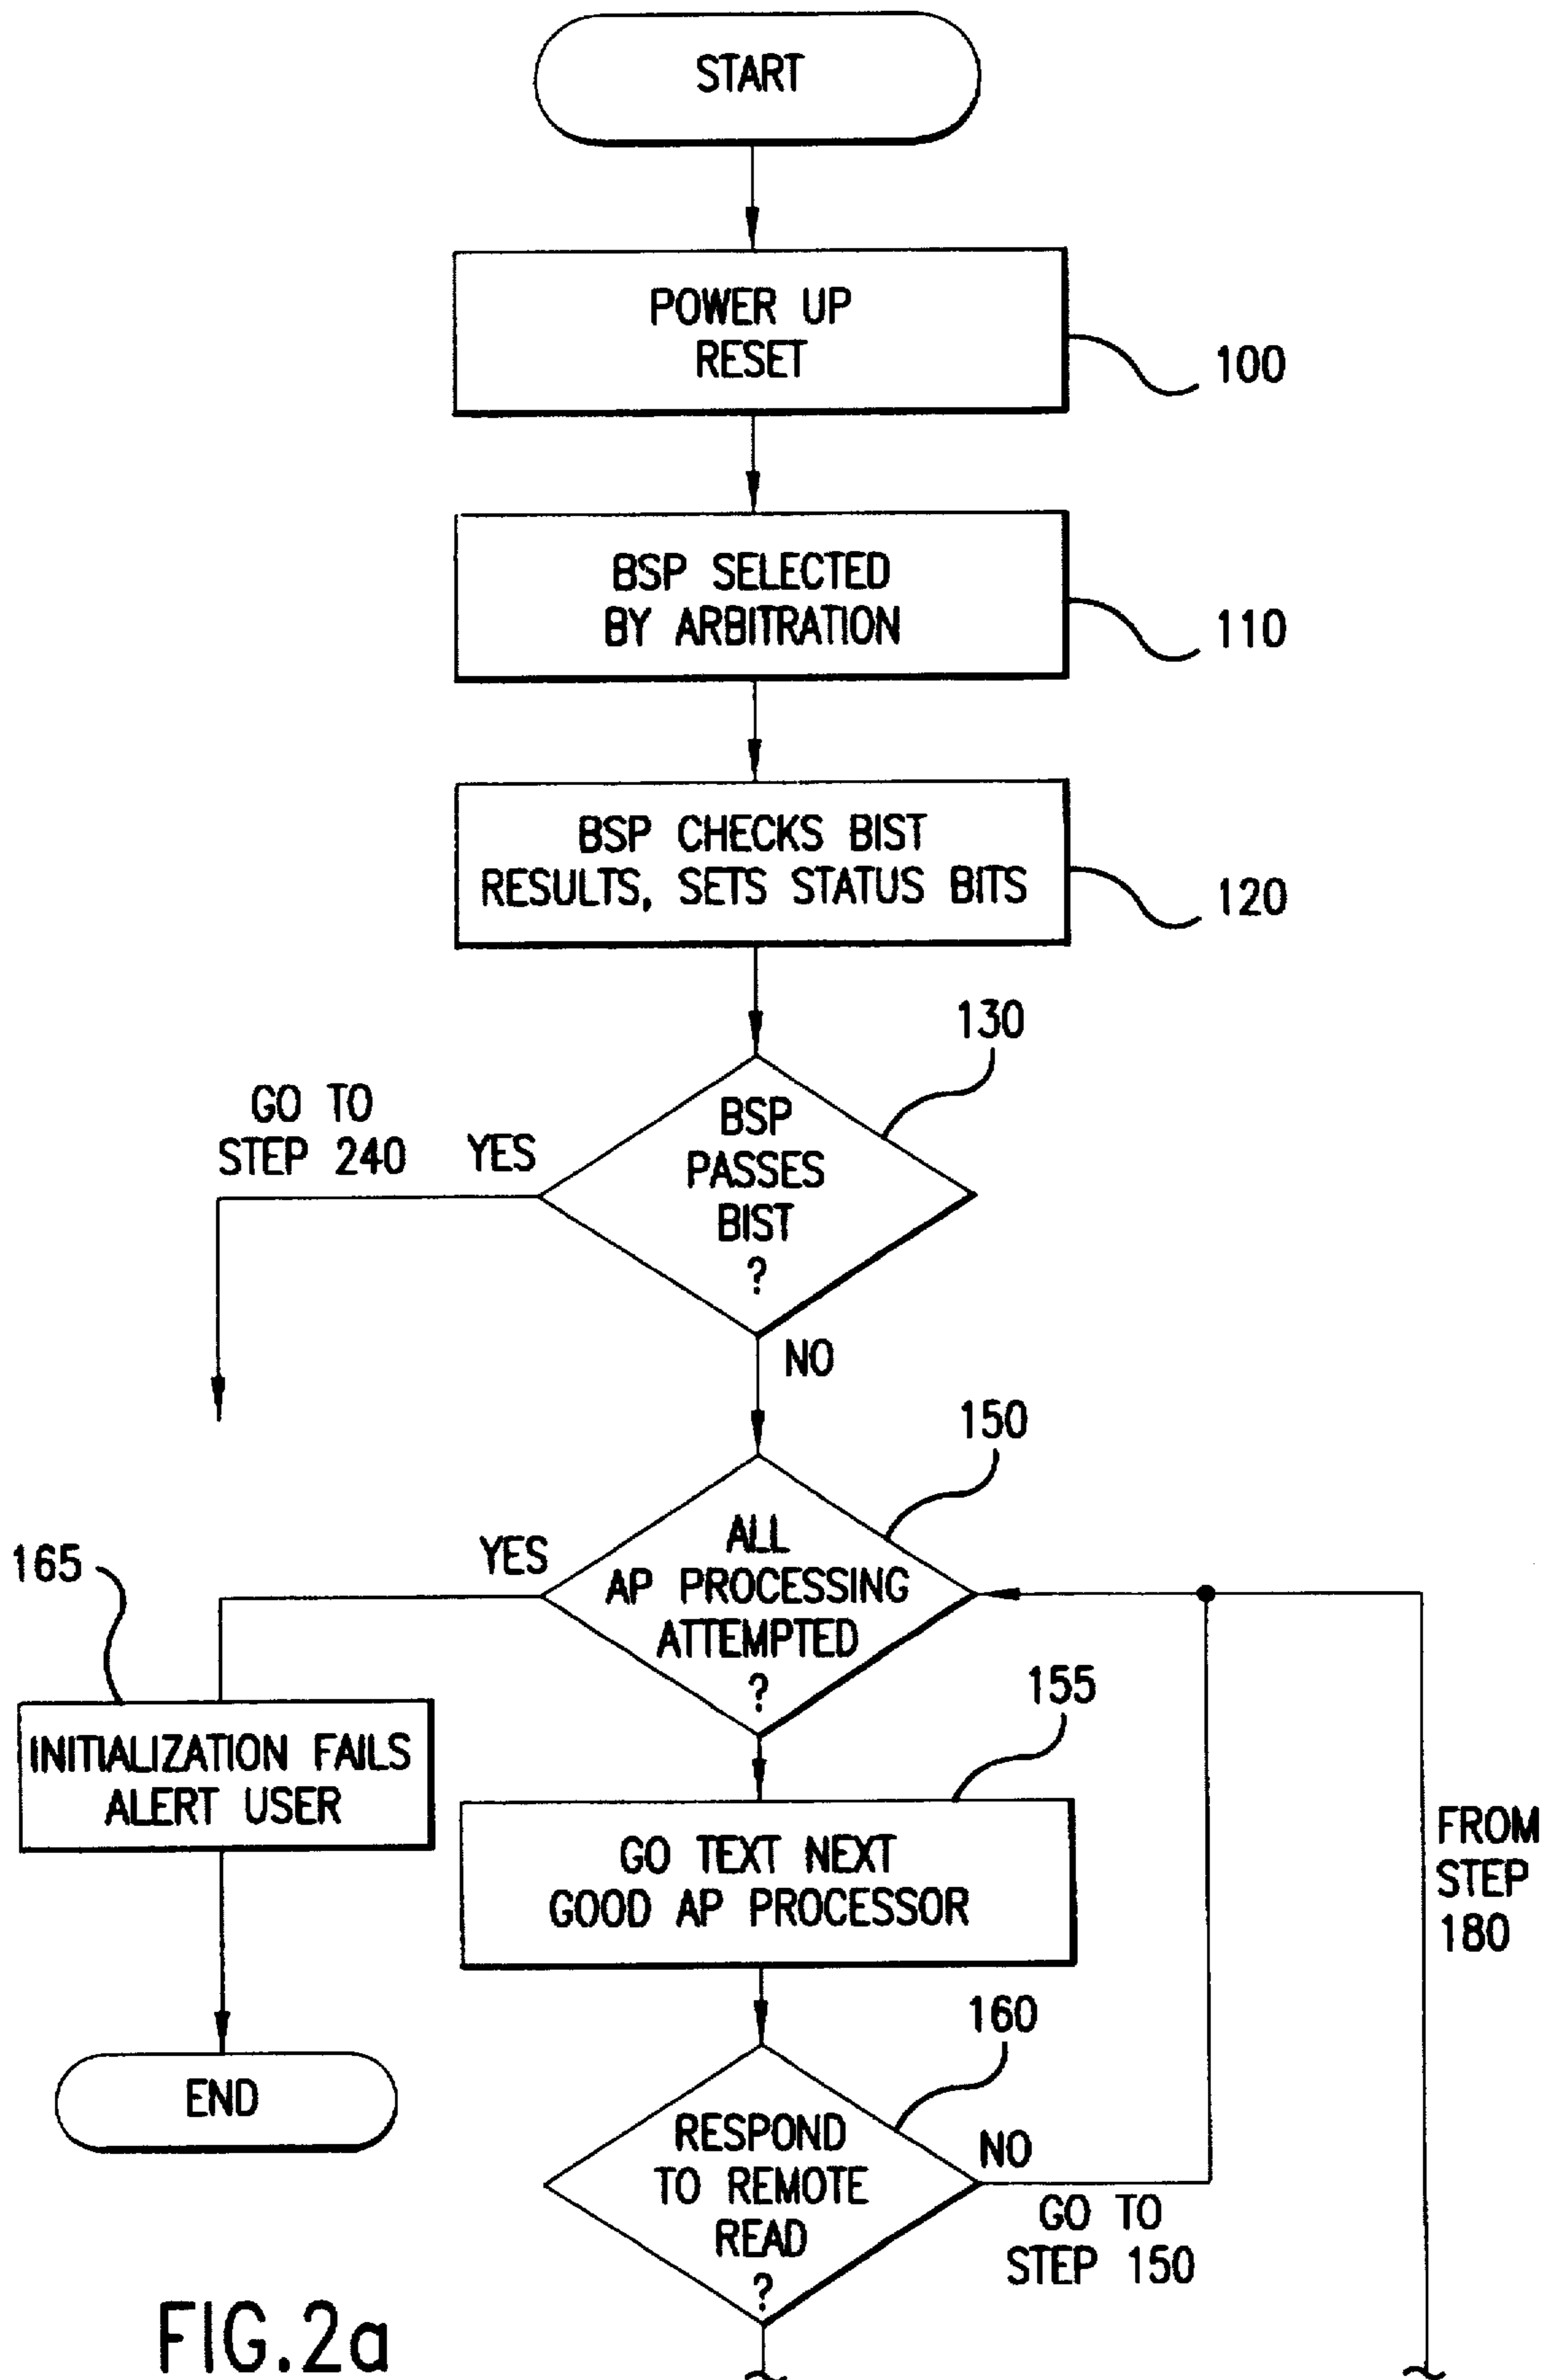 START
POWER UP
RESET
100
BSP SELECTED
BY ARBITRATION
110
BSP CHECKS BIST
RESULTS, SETS STATUS BITS
120
130
GO TO
STEP 240
YES
BSP
PASSES
BIST
?
NO
150
165
YES
ALL
AP PROCESSING
ATTEMPTED
?
155
INITIALIZATION FAILS
ALERT USER
GO TEXT NEXT
GOOD AP PROCESSOR
FROM
STEP
180
160
END
RESPOND
TO REMOTE
READ
?
NO
GO TO
STEP 150
FIG.2a